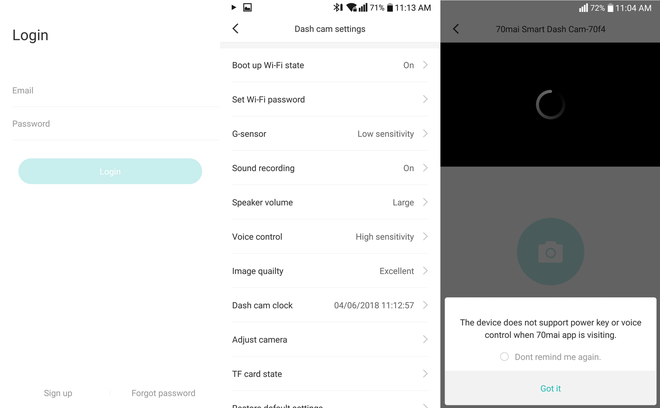 Login
Email
Password
Login
Sign up
Forgot password
71% 11:13 AM
Dash cam settings
Boot up Wi-Fi state On
Set Wi-Fi password
G-sensor Low sensitivity
Sound recording On
Speaker volume Large
Voice control High sensitivity
Image quailty Excellent
Dash cam clock 04/06/2018 11:12:57
Adjust camera
TF card state
Restore default settings
72% 11:04 AM
70mai Smart Dash Cam-70f4
The device does not support power key or voice
control when 70mai app is visiting.
Dont remind me again.
Got it